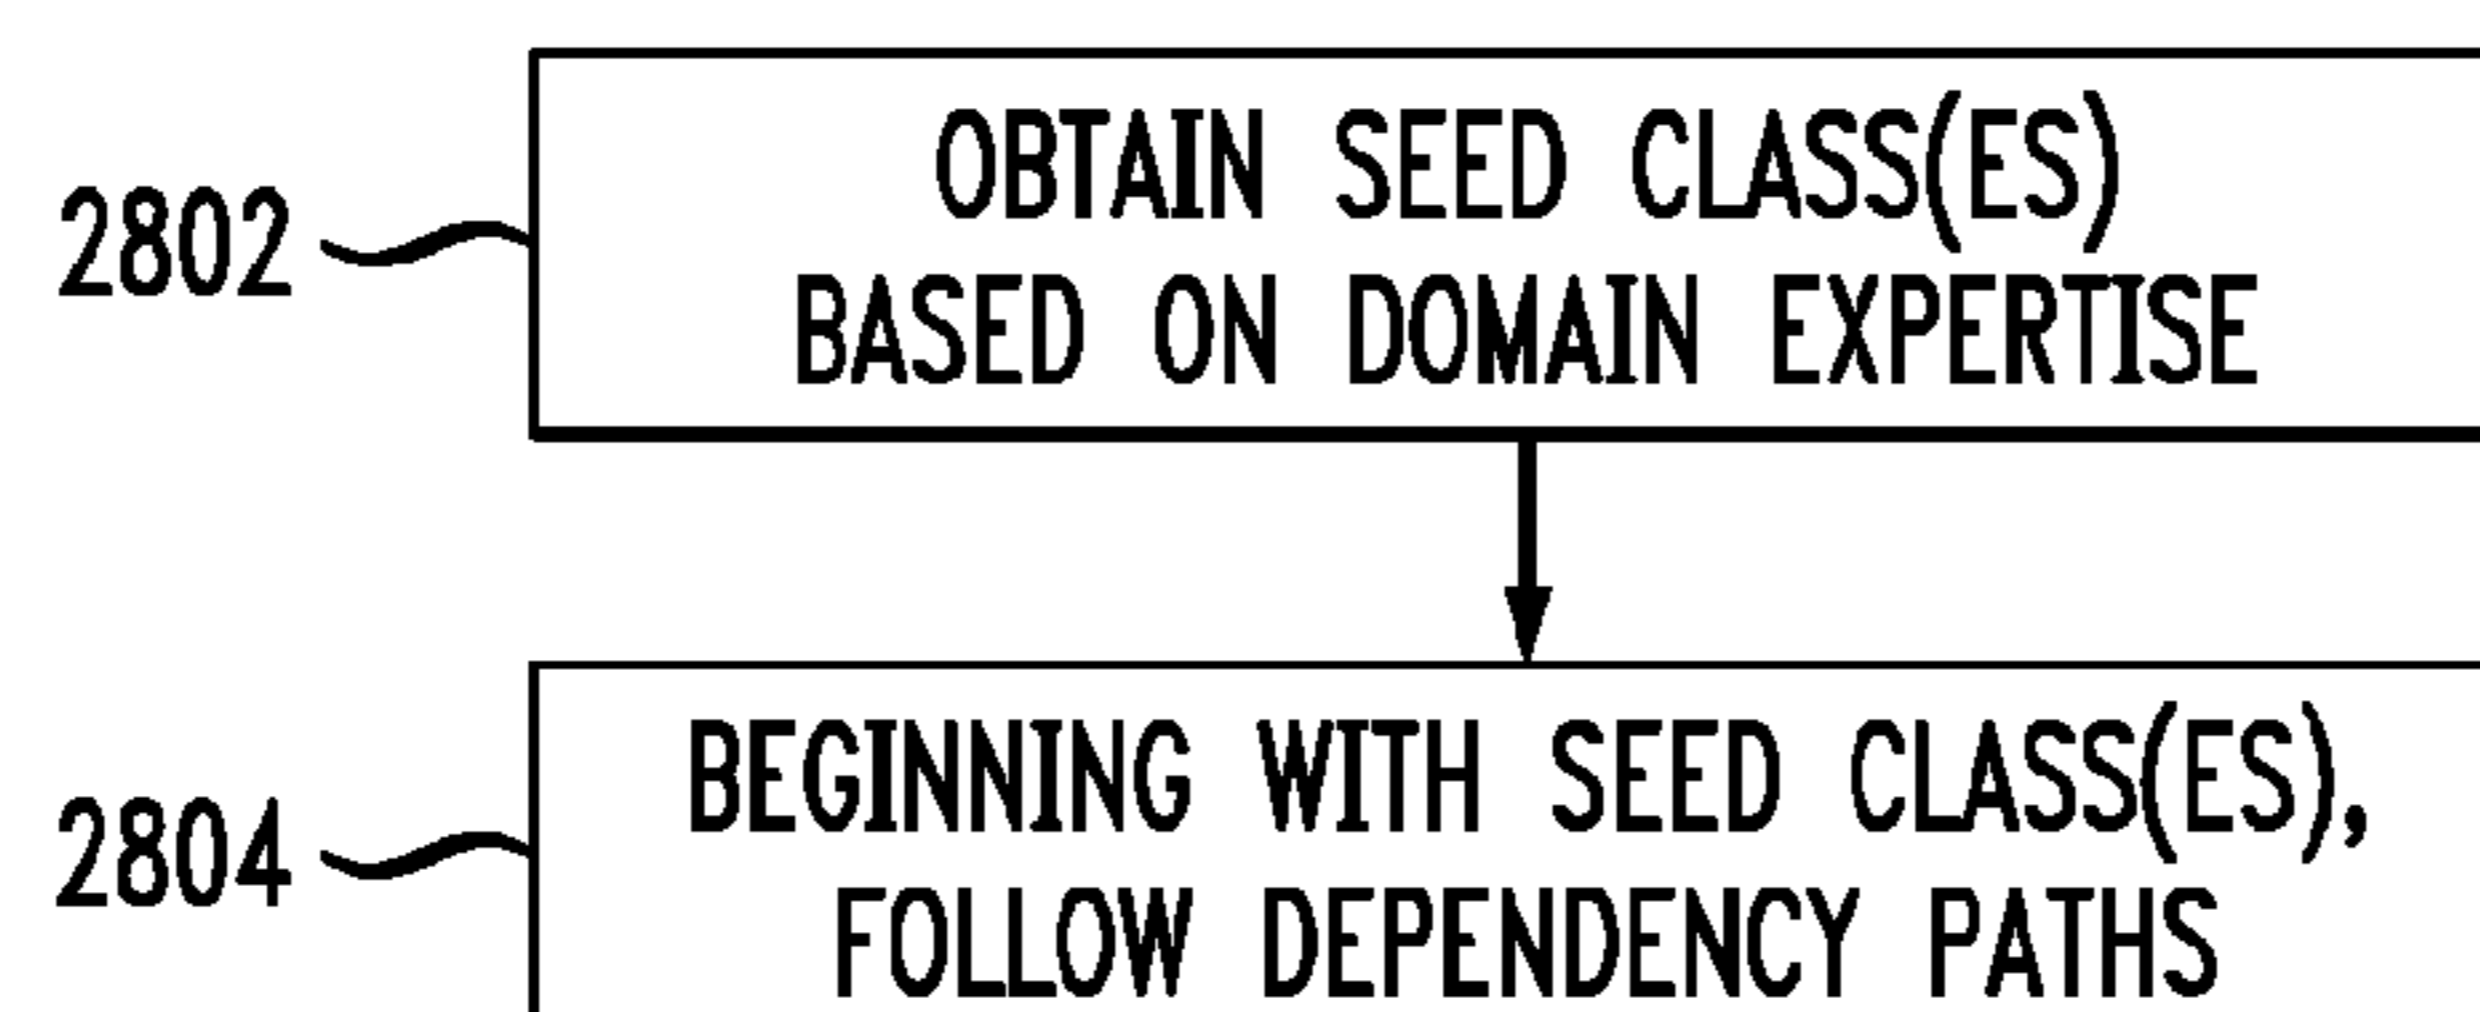 2802
OBTAIN SEED CLASS(ES)
BASED ON DOMAIN EXPERTISE
2804
BEGINNING WITH SEED CLASS(ES),
FOLLOW DEPENDENCY PATHS